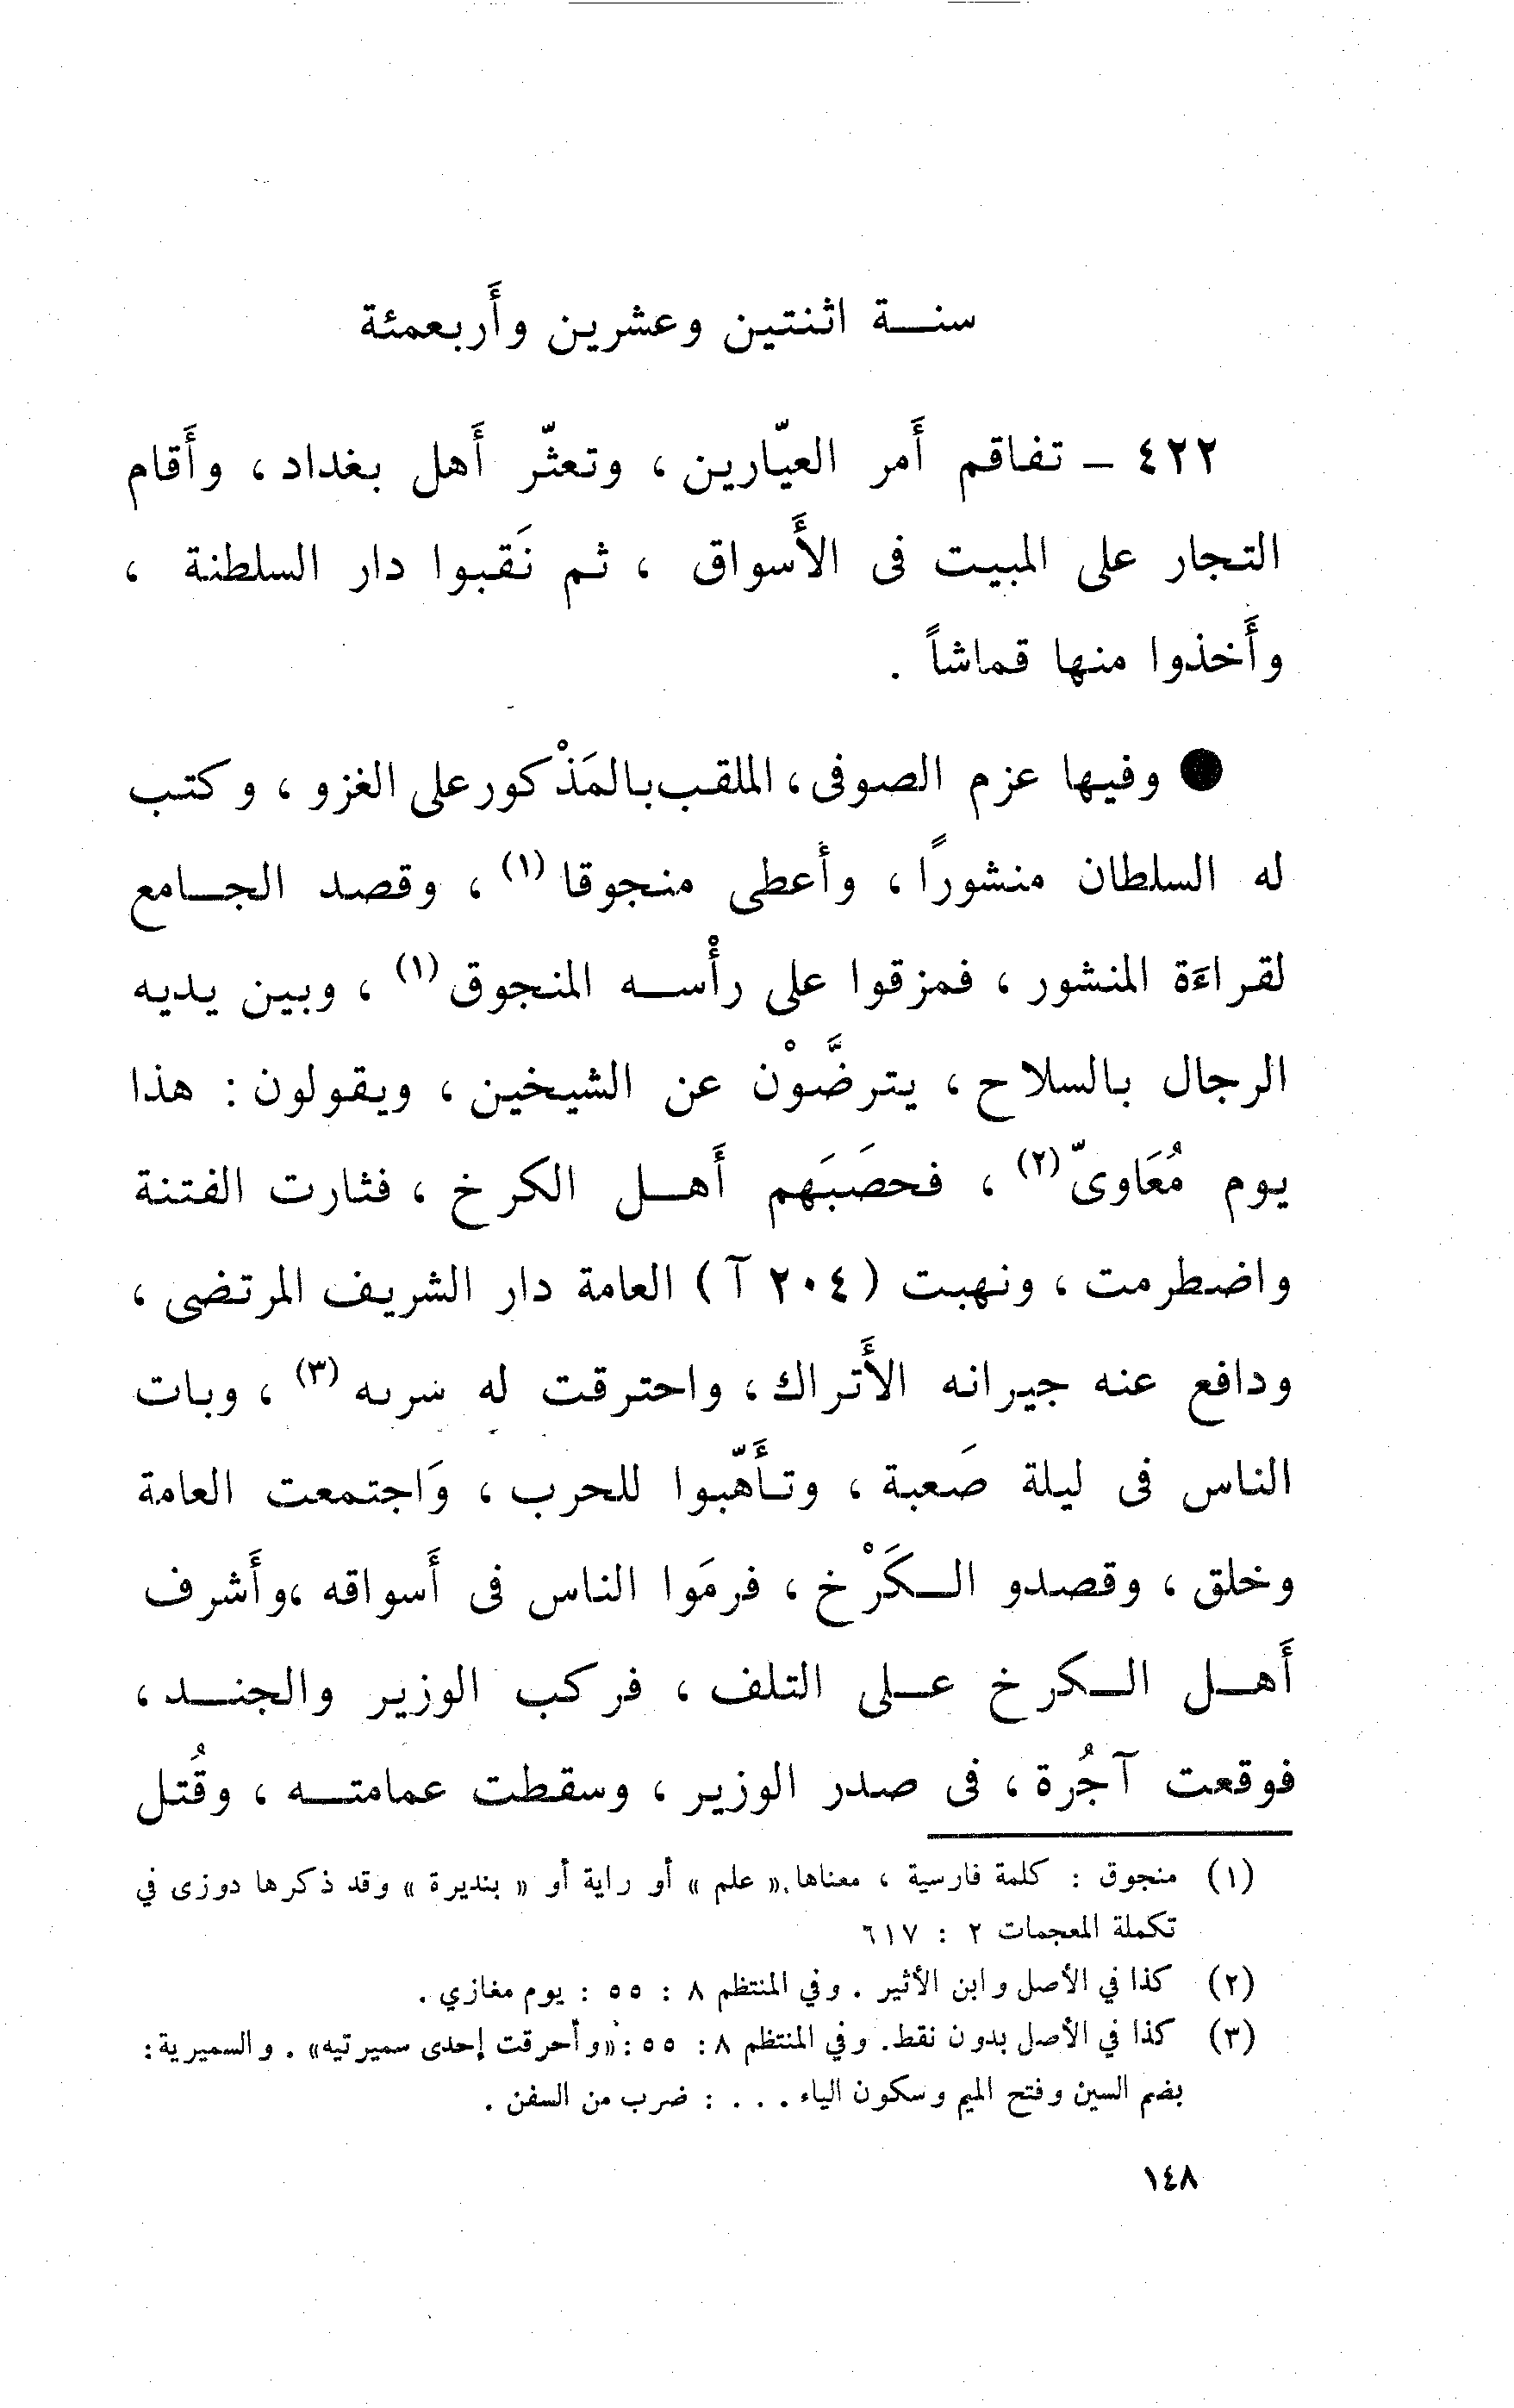 سنة اثنتين وعشرين وأَربعمئة
٤٢٢ – تفاقم أَمر العيّارين ، وتعثّر أَهل بغداد ، وأَقام
التجار على المبيت فى الأَسواق ، ثم نَقبوا دار السلطنة ،
وأَخذوا منها قماشاً .
● وفيها عزم الصوفى ، الملقب بالمَذْكور على الغزو ، وكتب
له السلطان منشورًا ، وأُعطى منجوقا (١) ، وقصد الجامع
لقراءَة المنشور ، فمزقوا على رأْسه المنجوق (١) ، وبين يديه
الرجال بالسلاح ، يترضَّوْن عن الشيخين ، ويقولون : هذا
يوم مُعَاوىّ (٢) ، فحصَبَهم أَهل الكرخ ، فثارت الفتنة
واضطرمت ، ونهبت ( ٢٠٤ آ ) العامة دار الشريف المرتضى ،
ودافع عنه جيرانه الأَتراك ، واحترقت له سربه (٣) ، وبات
الناس فى ليلة صَعبة ، وتأَهّبوا للحرب ، وَاجتمعت العامة
وخلق ، وقصدو الكَرْخ ، فرمَوا الناس فى أَسواقه ، وأَشرف
أَهل الكرخ على التلف ، فركب الوزير والجند ،
فوقعت آجُرة ، فى صدر الوزير ، وسقطت عمامته ، وقُتل
(١) منجوق : كلمة فارسية ، معناها « علم » أو راية أو « بنديرة » وقد ذكرها دوزى في
تكملة المعجمات ٢ : ٦١٧
(٢) كذا في الأصل وابن الأثير . وفي المنتظم ٨ : ٥٥ : يوم مغازي .
(٣) كذا في الأصل بدون نقط. وفي المنتظم ٨ : ٥٥ : «وأحرقت إحدى سميرتيه» . والسميرية :
بضم السين وفتح الميم وسكون الياء . . . : ضرب من السفن .
١٤٨